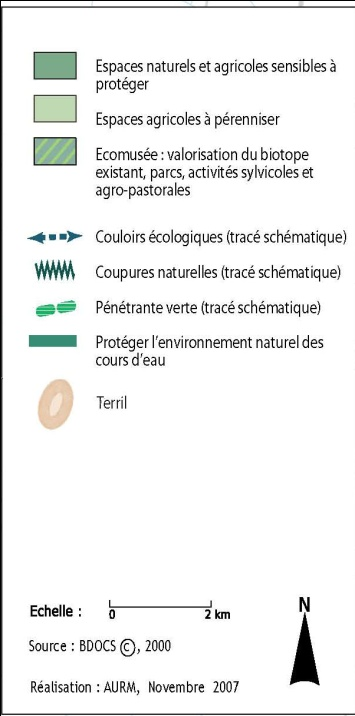 Espaces naturels et agricoles sensibles à
protéger
Espaces agricoles à pérenniser
Ecomusée : valorisation du biotope
existant, parcs, activités sylvicoles et
agro-pastorales
Couloirs écologiques (tracé schématique)
Coupures naturelles (tracé schématique)
Pénétrante verte (tracé schématique)
Protéger l'environnement naturel des
cours d'eau
Terril
Echelle : 0 2 km
N
Source : BDOCS ©, 2000
Réalisation : AURM, Novembre 2007